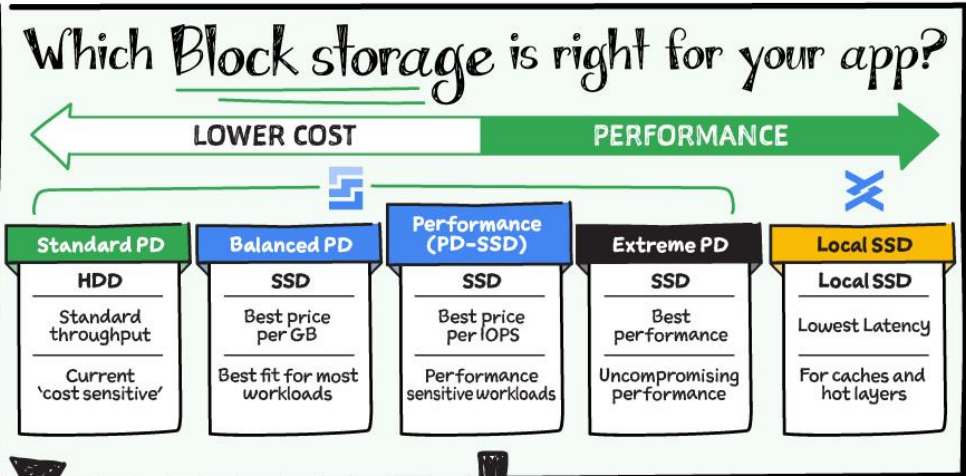 Which Block storage is right for your app?
LOWER COST
PERFORMANCE
Standard PD
HDD
Standard
throughput
Current
'cost sensitive'
Balanced PD
SSD
Best price
per GB
Best fit for most
workloads
Performance
(PD-SSD)
SSD
Best price
per IOPS
Performance
sensitive workloads
Extreme PD
SSD
Best
performance
Uncompromising
performance
Local SSD
Local SSD
Lowest Latency
For caches and
hot layers